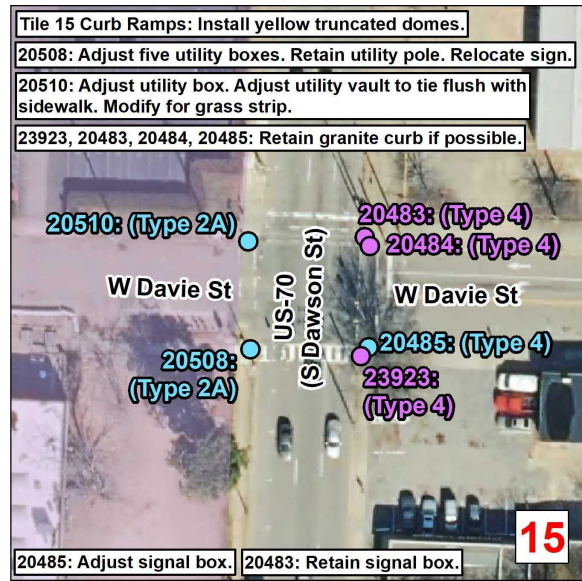 Tile 15 Curb Ramps: Install yellow truncated domes.
20508: Adjust five utility boxes. Retain utility pole. Relocate sign.
20510: Adjust utility box. Adjust utility vault to tie flush with
sidewalk. Modify for grass strip.
23923, 20483, 20484, 20485: Retain granite curb if possible.
20510: (Type 2A)
20483: (Type 4)
20484: (Type 4)
W Davie St
US-70
(S Dawson St)
W Davie St
20508:
(Type 2A)
20485: (Type 4)
23923:
(Type 4)
15
20485: Adjust signal box.
20483: Retain signal box.